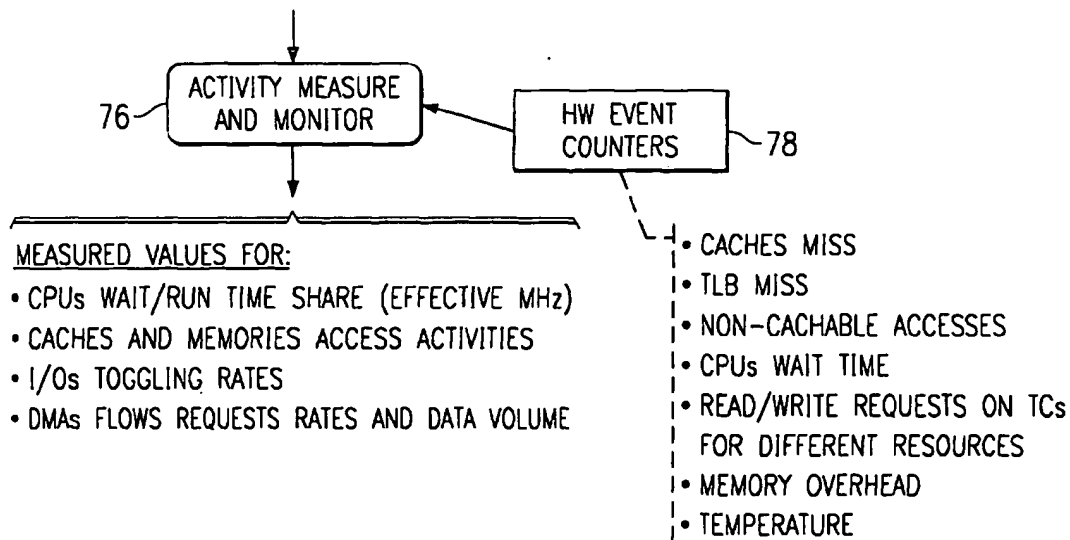 ACTIVITY MEASURE
AND MONITOR
76
HW EVENT
COUNTERS
78
MEASURED VALUES FOR:
• CPUs WAIT/RUN TIME SHARE (EFFECTIVE MHz)
• CACHES AND MEMORIES ACCESS ACTIVITIES
• I/Os TOGGLING RATES
• DMAs FLOWS REQUESTS RATES AND DATA VOLUME
• CACHES MISS
• TLB MISS
• NON-CACHABLE ACCESSES
• CPUs WAIT TIME
• READ/WRITE REQUESTS ON TCs
FOR DIFFERENT RESOURCES
• MEMORY OVERHEAD
• TEMPERATURE